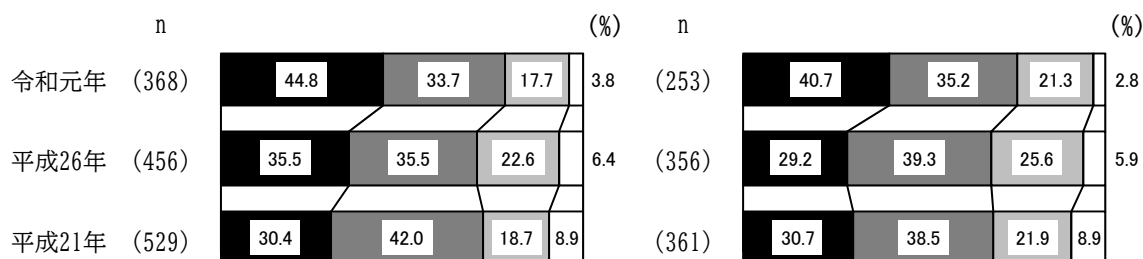 n (%) n (%)
令和元年 (368) 44.8 33.7 17.7 3.8 (253) 40.7 35.2 21.3 2.8
平成26年 (456) 35.5 35.5 22.6 6.4 (356) 29.2 39.3 25.6 5.9
平成21年 (529) 30.4 42.0 18.7 8.9 (361) 30.7 38.5 21.9 8.9